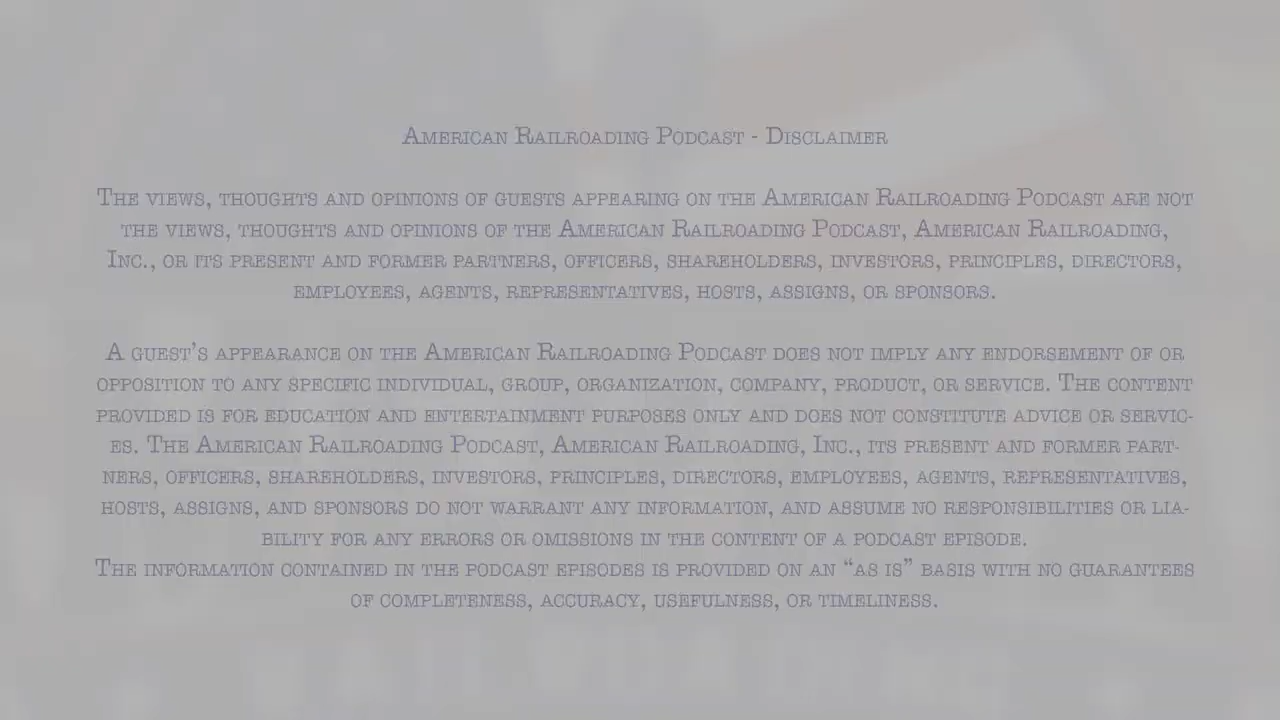 American Railroading Podcast - Disclaimer
The views, thoughts and opinions of guests appearing on the American Railroading Podcast are not
the views, thoughts and opinions of the American Railroading Podcast, American Railroading,
Inc., or its present and former partners, officers, shareholders, investors, principles, directors,
employees, agents, representatives, hosts, assigns, or sponsors.
A guest’s appearance on the American Railroading Podcast does not imply any endorsement of or
opposition to any specific individual, group, organization, company, product, or service. The content
provided is for education and entertainment purposes only and does not constitute advice or servic-
es. The American Railroading Podcast, American Railroading, Inc., its present and former part-
ners, officers, shareholders, investors, principles, directors, employees, agents, representatives,
hosts, assigns, and sponsors do not warrant any information, and assume no responsibilities or lia-
bility for any errors or omissions in the content of a podcast episode.
The information contained in the podcast episodes is provided on an “as is” basis with no guarantees
of completeness, accuracy, usefulness, or timeliness.